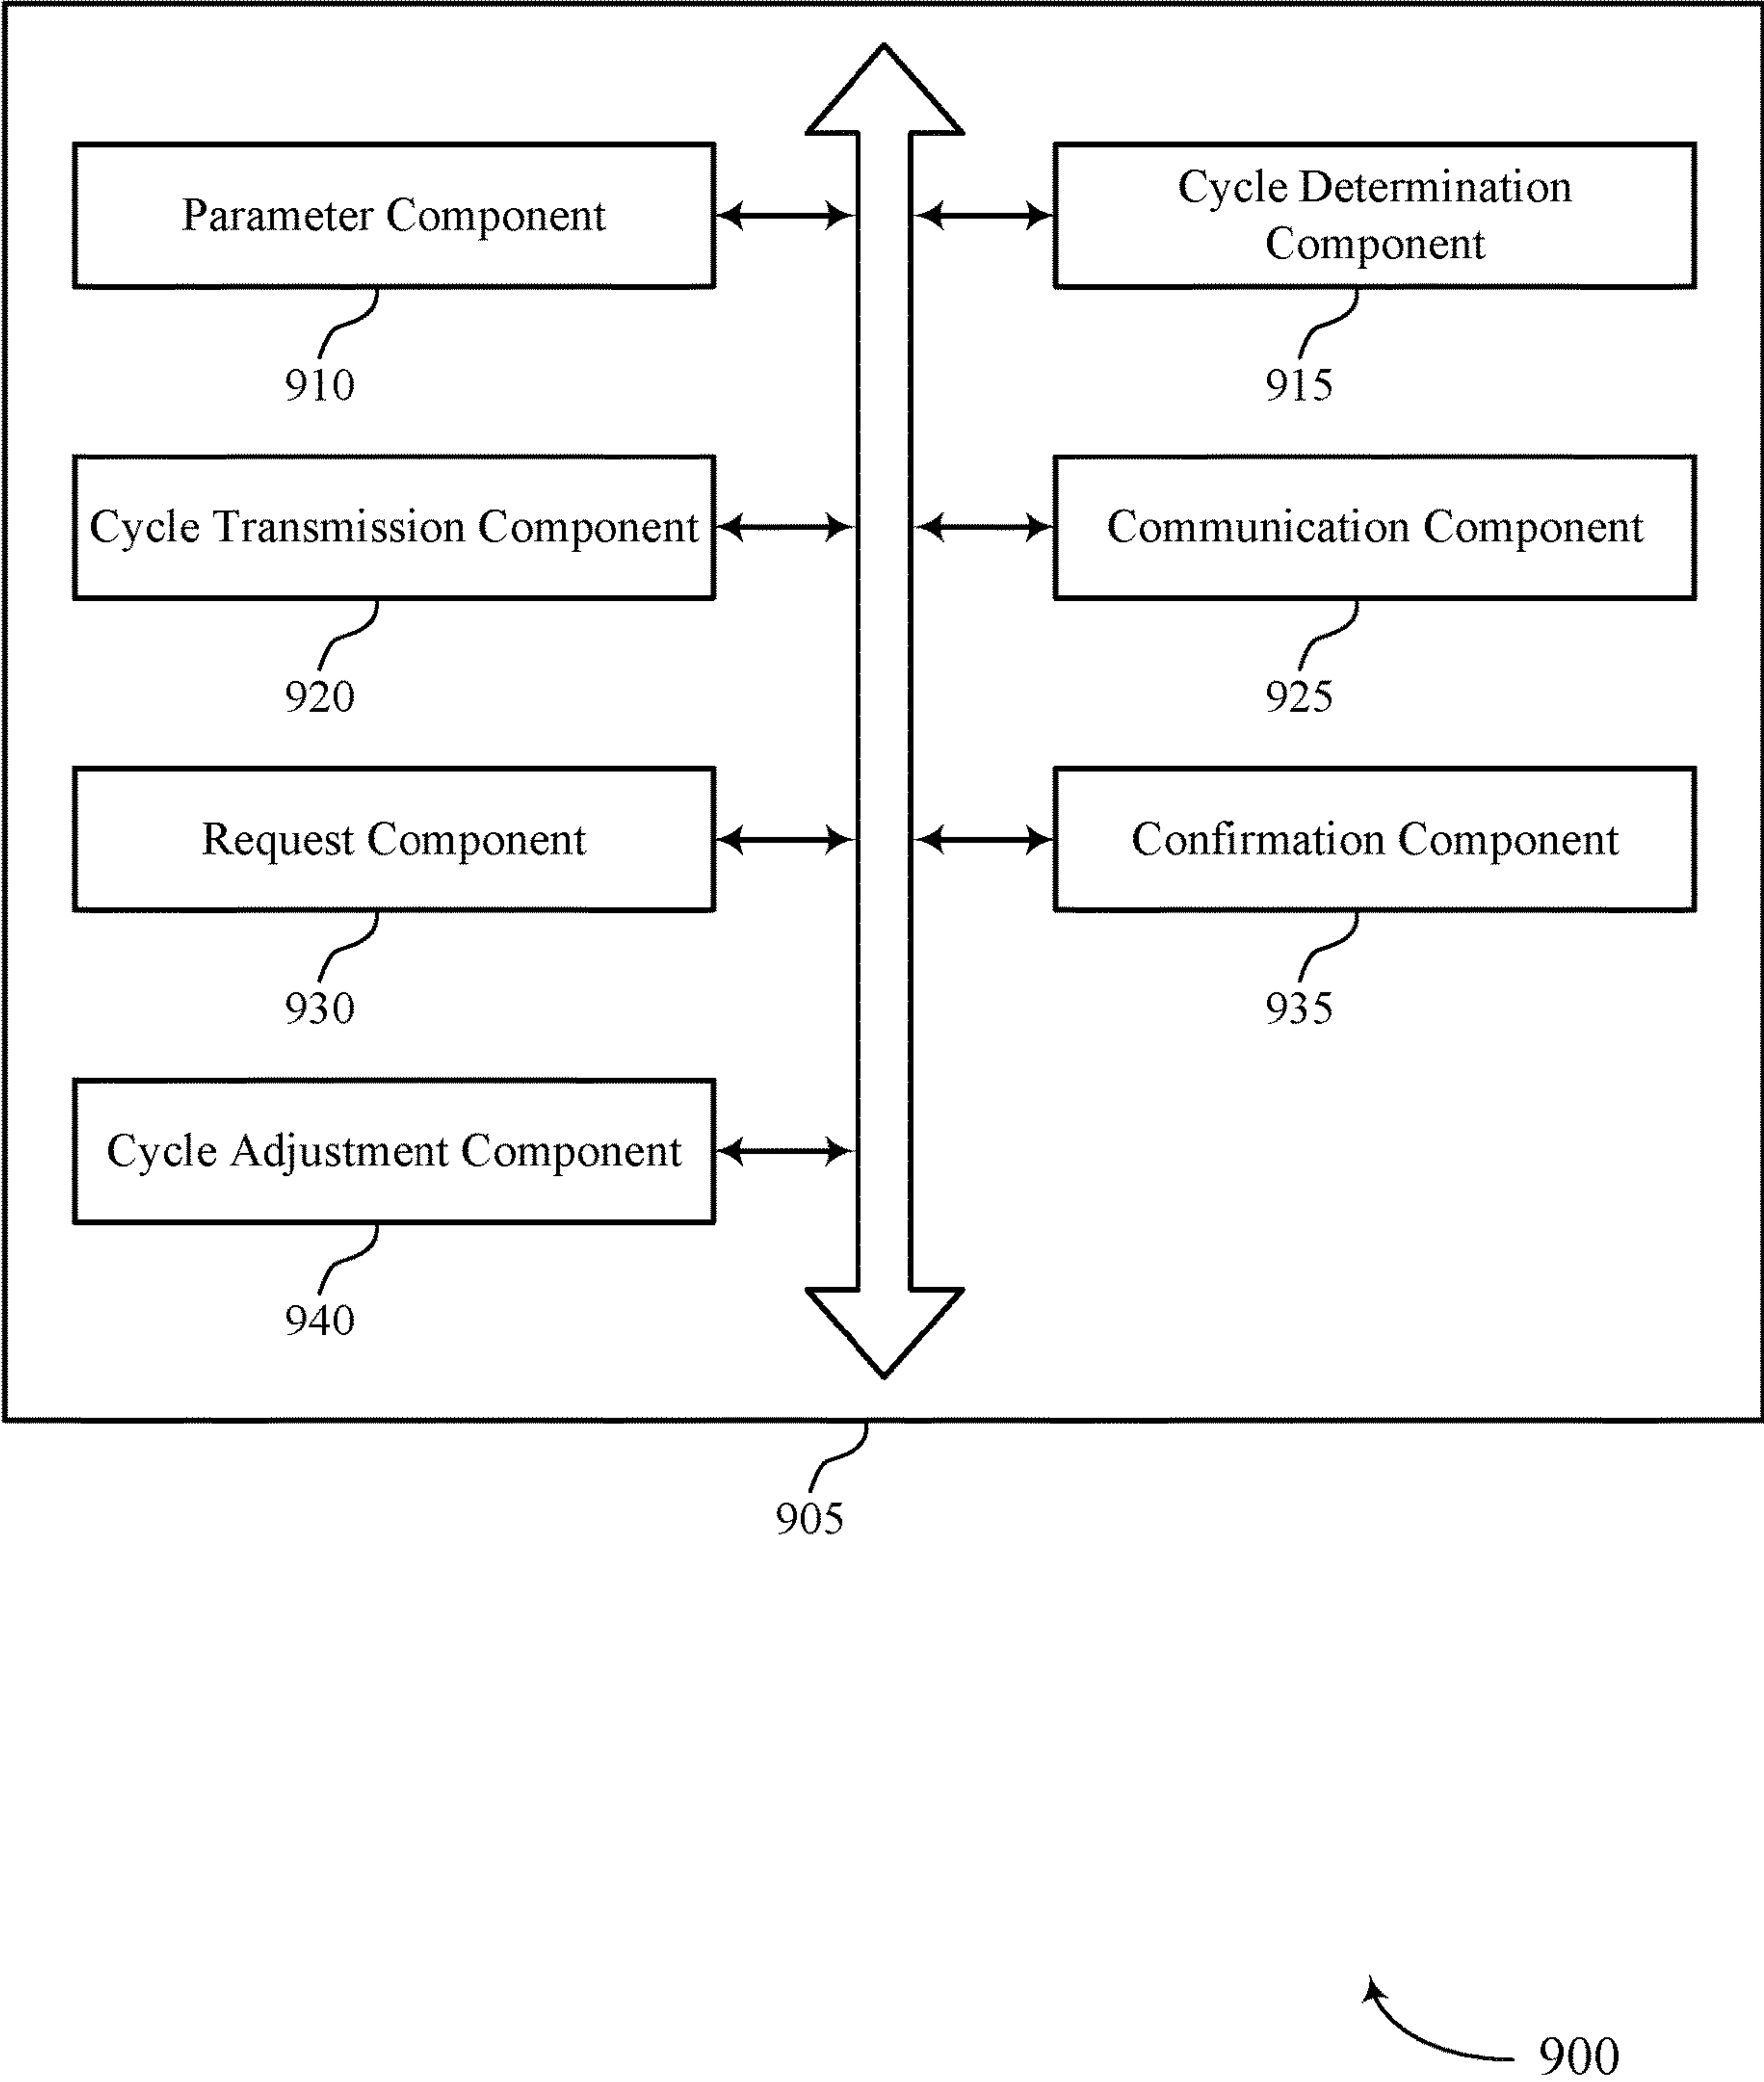 Parameter Component
910
Cycle Determination
Component
915
Cycle Transmission Component
920
Communication Component
925
Request Component
930
Confirmation Component
935
Cycle Adjustment Component
940
905
900